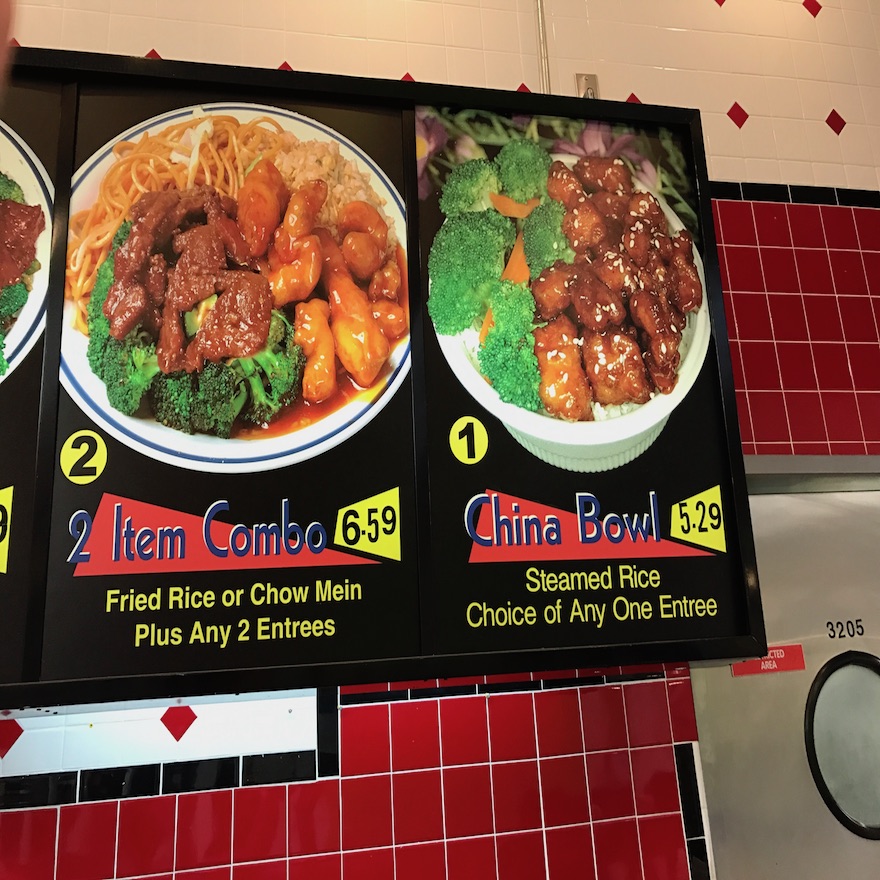 2
2 Item Combo 6.59
Fried Rice or Chow Mein
Plus Any 2 Entrees
1
China Bowl 5.29
Steamed Rice
Choice of Any One Entree
3205
AREA